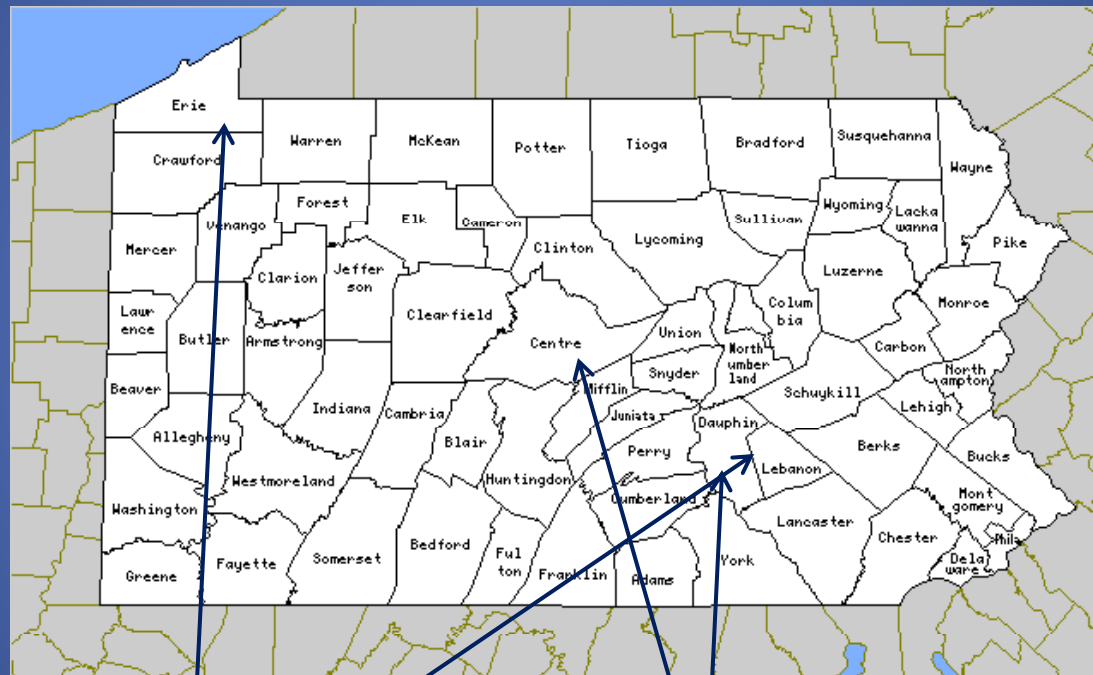 Erie
Warren
McKean
Potter
Tioga
Bradford
Susquehanna
Wayne
Crawford
Forest
Elk
Cameron
Clinton
Lycoming
Sullivan
Wyoming
Lacka
wanna
Pike
Mercer
Venango
Clarion
Jeffer
son
Clearfield
Centre
Luzerne
Monroe
Lawr
ence
Butler
Armstrong
Union
Colum
bia
Carbon
Snyder
North
umber
land
North
ampton
Beaver
Indiana
Cambria
Mifflin
Juniata
Schuykill
Lehigh
Allegheny
Blair
Dauphin
Perry
Lebanon
Berks
Bucks
Westmoreland
Huntingdon
Cumberland
Mont
gomery
Washington
Lancaster
Chester
Phila
Greene
Fayette
Somerset
Bedford
Ful
ton
Franklin
Adams
York
Dela
ware